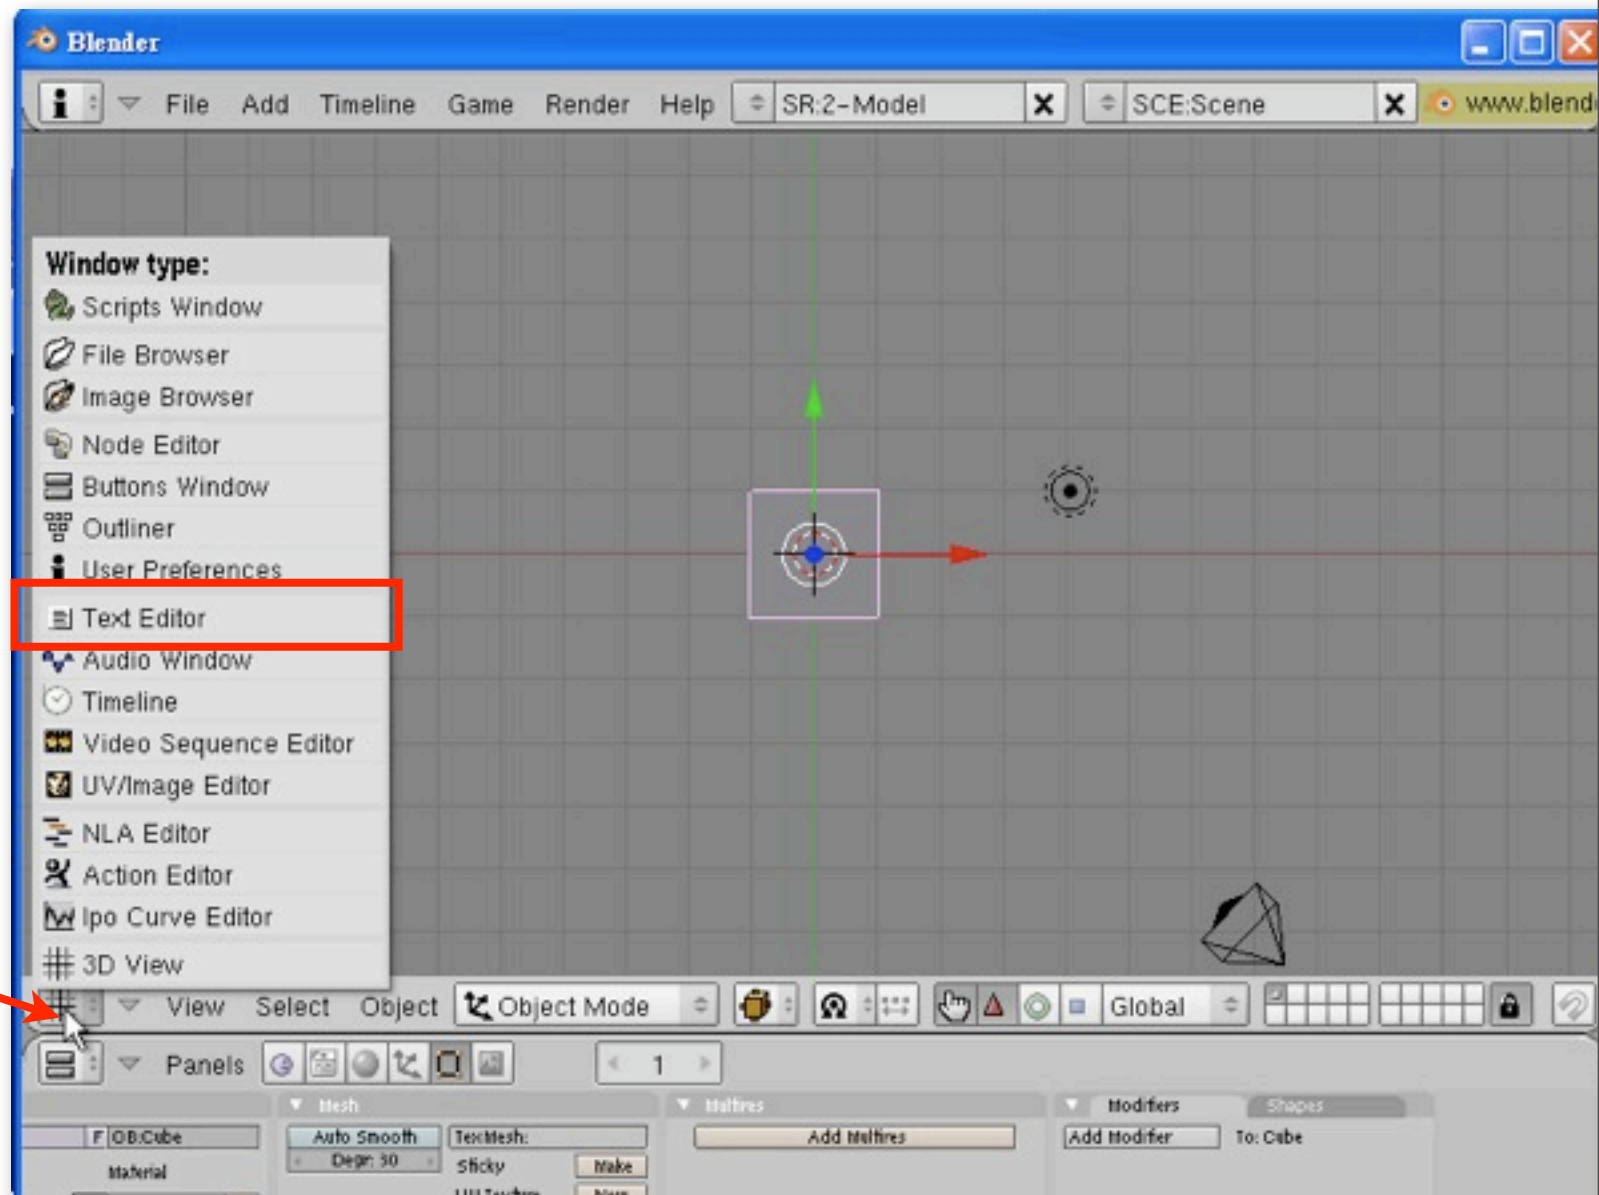 Blender
File Add Timeline Game Render Help SR:2-Model SCE:Scene www.blend
Window type:
Scripts Window
File Browser
Image Browser
Node Editor
Buttons Window
Outliner
User Preferences
Text Editor
Audio Window
Timeline
Video Sequence Editor
UV/Image Editor
NLA Editor
Action Editor
Ipo Curve Editor
3D View
View Select Object Object Mode Global
Panels 1
Mesh Multires Modifiers Shapes
F OB:Cube Auto Smooth TexMesh: Add Multires Add Modifier To: Cube
Material Degr: 30 Sticky Make